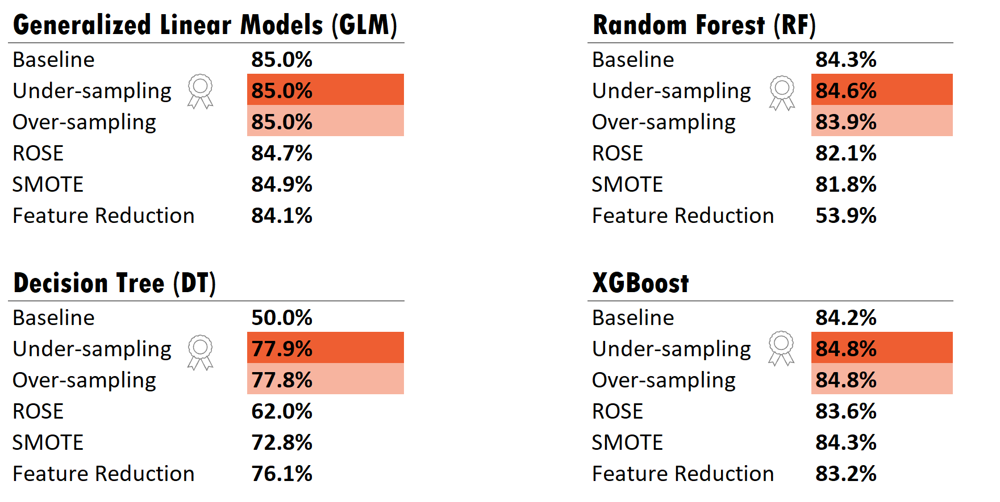 Generalized Linear Models (GLM)
Baseline 85.0%
Under-sampling 85.0%
Over-sampling 85.0%
ROSE 84.7%
SMOTE 84.9%
Feature Reduction 84.1%
Random Forest (RF)
Baseline 84.3%
Under-sampling 84.6%
Over-sampling 83.9%
ROSE 82.1%
SMOTE 81.8%
Feature Reduction 53.9%
Decision Tree (DT)
Baseline 50.0%
Under-sampling 77.9%
Over-sampling 77.8%
ROSE 62.0%
SMOTE 72.8%
Feature Reduction 76.1%
XGBoost
Baseline 84.2%
Under-sampling 84.8%
Over-sampling 84.8%
ROSE 83.6%
SMOTE 84.3%
Feature Reduction 83.2%